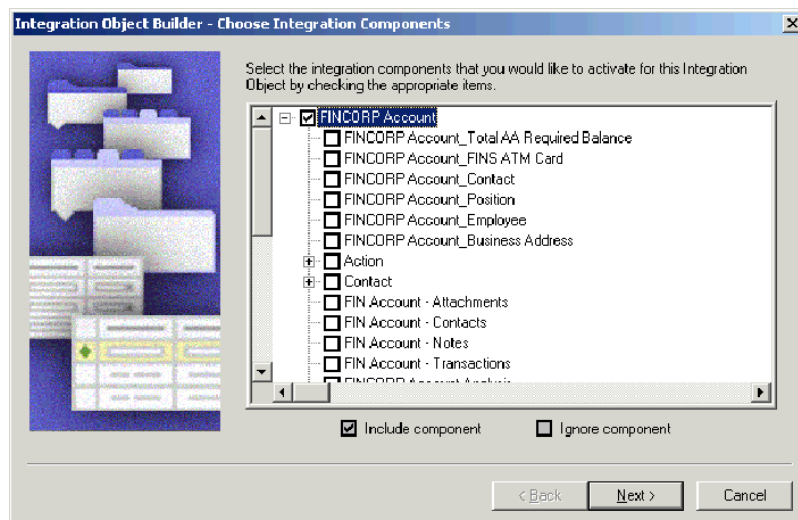 Integration Object Builder - Choose Integration Components
Select the integration components that you would like to activate for this Integration
Object by checking the appropriate items.
FINCORP Account
FINCORP Account_Total AA Required Balance
FINCORP Account_FINS ATM Card
FINCORP Account_Contact
FINCORP Account_Position
FINCORP Account_Employee
FINCORP Account_Business Address
Action
Contact
FIN Account - Attachments
FIN Account - Contacts
FIN Account - Notes
FIN Account - Transactions
FINCORP Account Analysis
Include component
Ignore component
< Back
Next >
Cancel